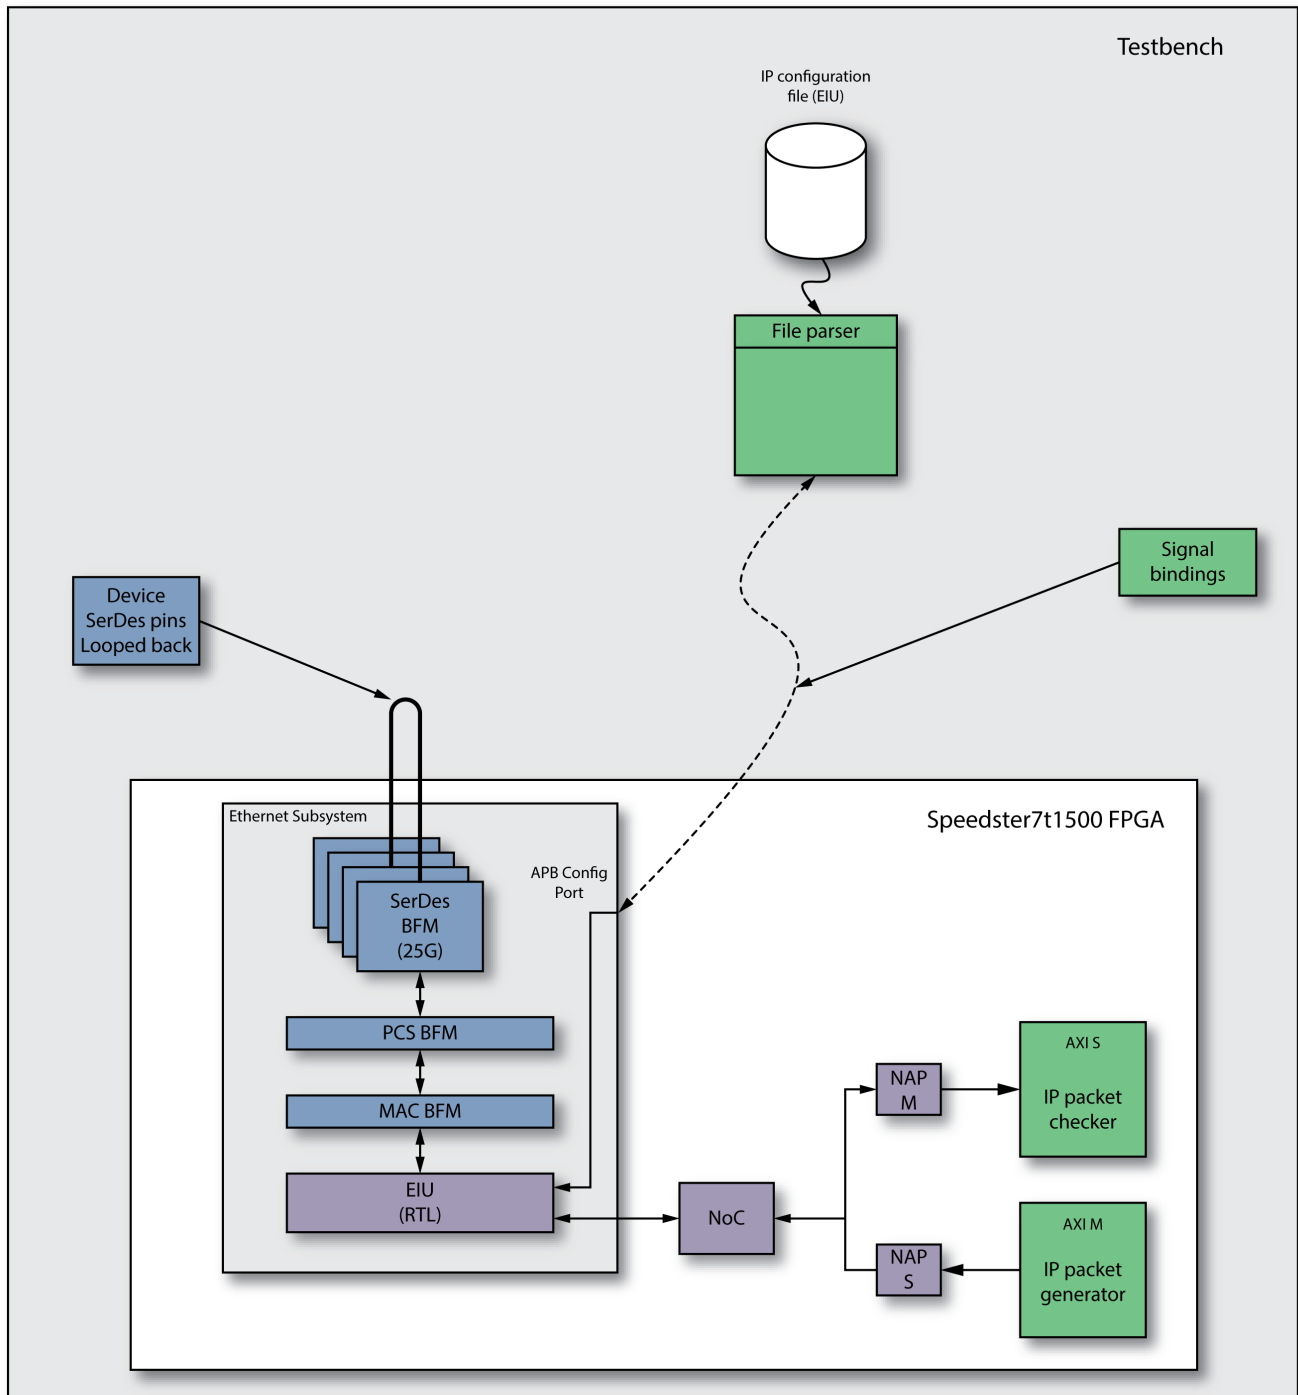 Testbench
IP configuration
file (EIU)
File parser
Signal
bindings
Device
SerDes pins
Looped back
Speedster7t1500 FPGA
Ethernet Subsystem
APB Config
Port
SerDes
BFM
(25G)
PCS BFM
MAC BFM
EIU
(RTL)
NoC
NAP
M
AXI S
IP packet
checker
NAP
S
AXI M
IP packet
generator